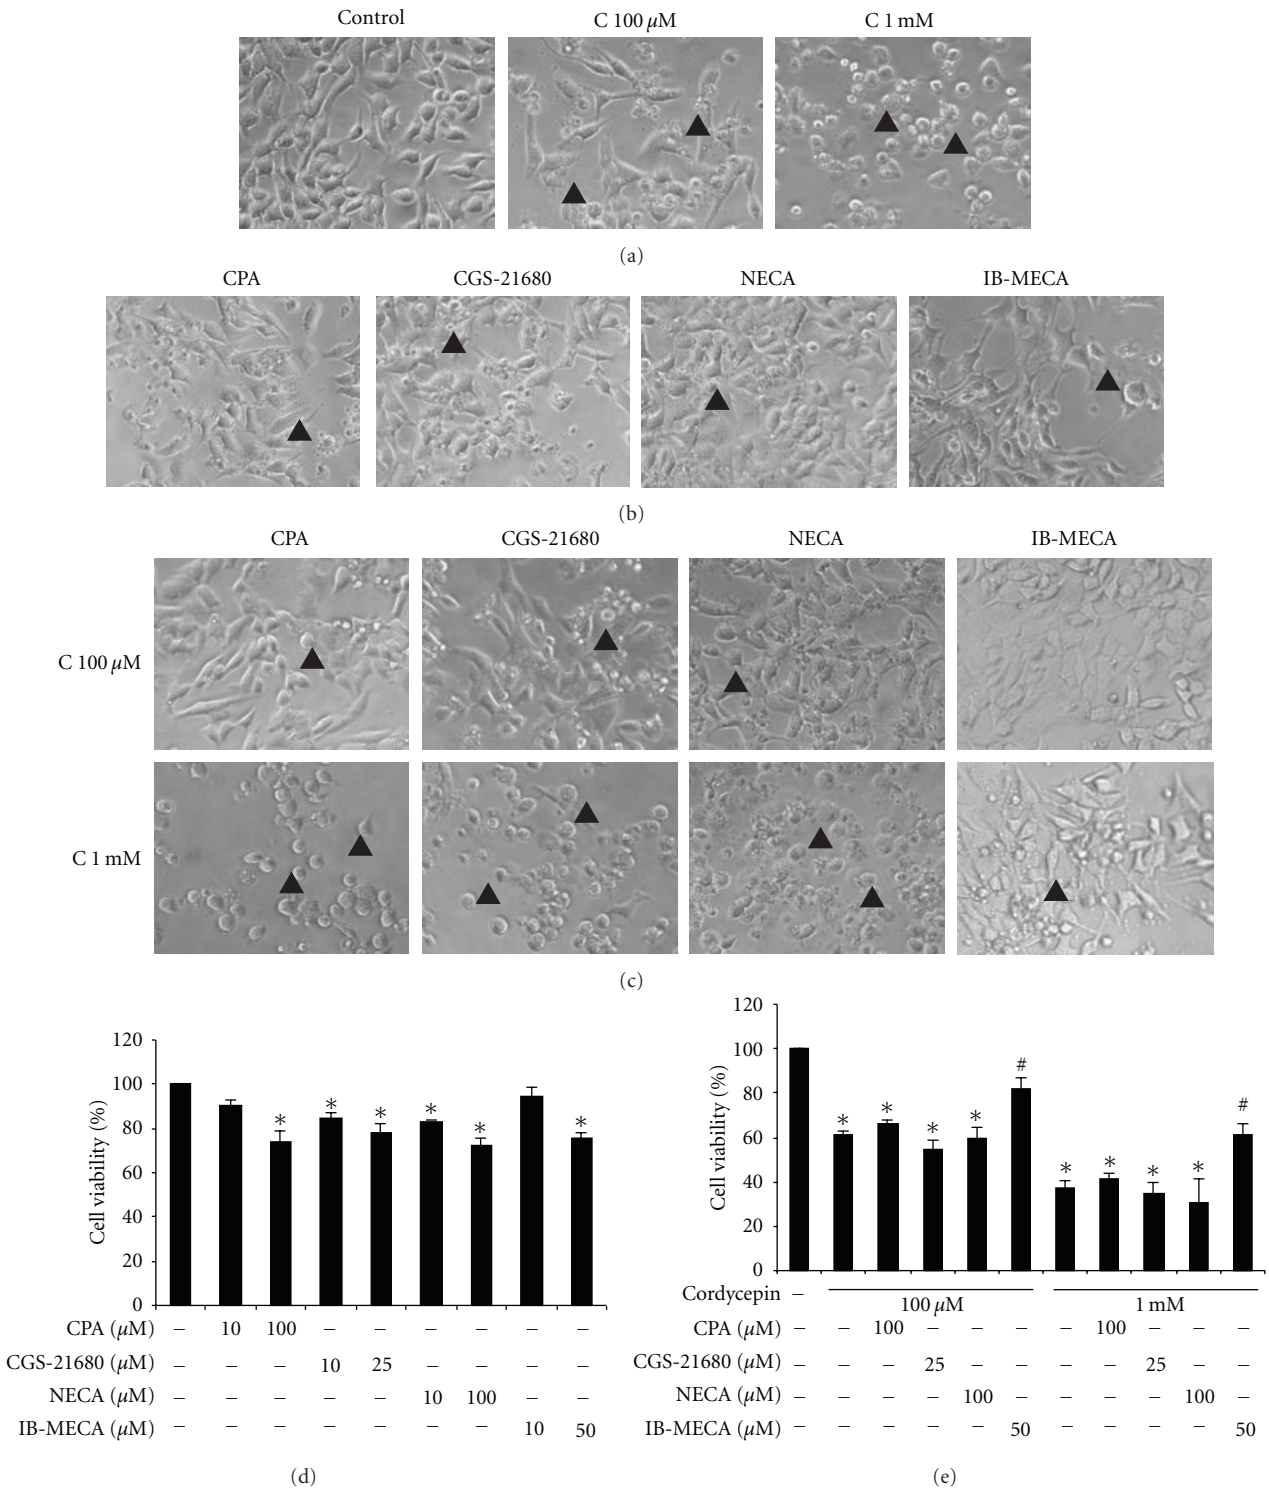 Control C 100 μM C 1 mM
(a)
CPA CGS-21680 NECA IB-MECA
(b)
CPA CGS-21680 NECA IB-MECA
C 100 μM
C 1 mM
(c)
120
100
80
60
40
20
0
Cell viability (%)
* * * * * *
CPA (μM) − 10 100 − − − − − −
CGS-21680 (μM) − − − 10 25 − − − −
NECA (μM) − − − − − 10 100 − −
IB-MECA (μM) − − − − − − − 10 50
(d)
120
100
80
60
40
20
0
Cell viability (%)
* * * * # * * * * #
Cordycepin − 100 μM 1 mM
CPA (μM) − − 100 − − − − 100 − − −
CGS-21680 (μM) − − − 25 − − − − 25 − −
NECA (μM) − − − − 100 − − − − 100 −
IB-MECA (μM) − − − − − 50 − − − − 50
(e)